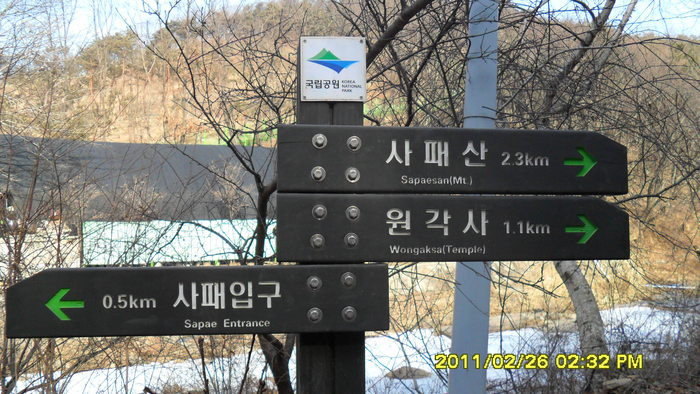 국립공원 KOREA NATIONAL PARK
사패산 2.3km
Sapaesan(Mt.)
원각사 1.1km
Wongaksa(Temple)
0.5km 사패입구
Sapae Entrance
2011/02/26 02:32 PM